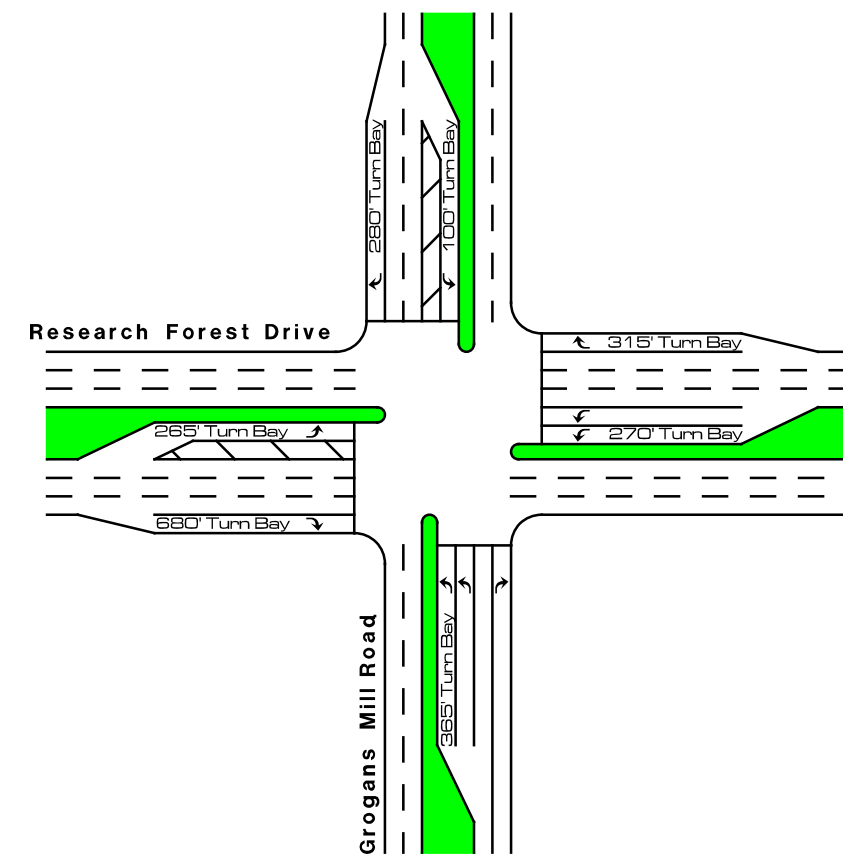 280' Turn Bay
100' Turn Bay
Research Forest Drive
315' Turn Bay
265' Turn Bay
270' Turn Bay
680' Turn Bay
365' Turn Bay
Grogans Mill Road